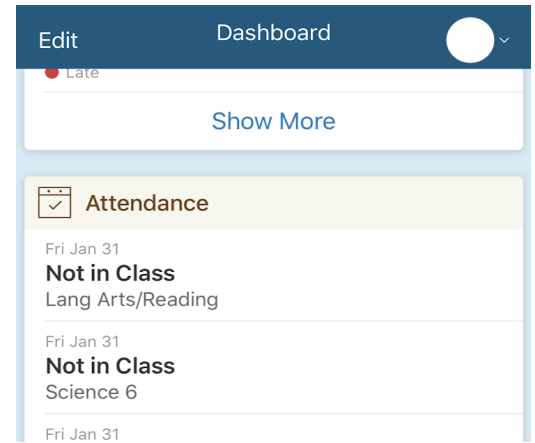 Edit
Dashboard
Late
Show More
Attendance
Fri Jan 31
Not in Class
Lang Arts/Reading
Fri Jan 31
Not in Class
Science 6
Fri Jan 31